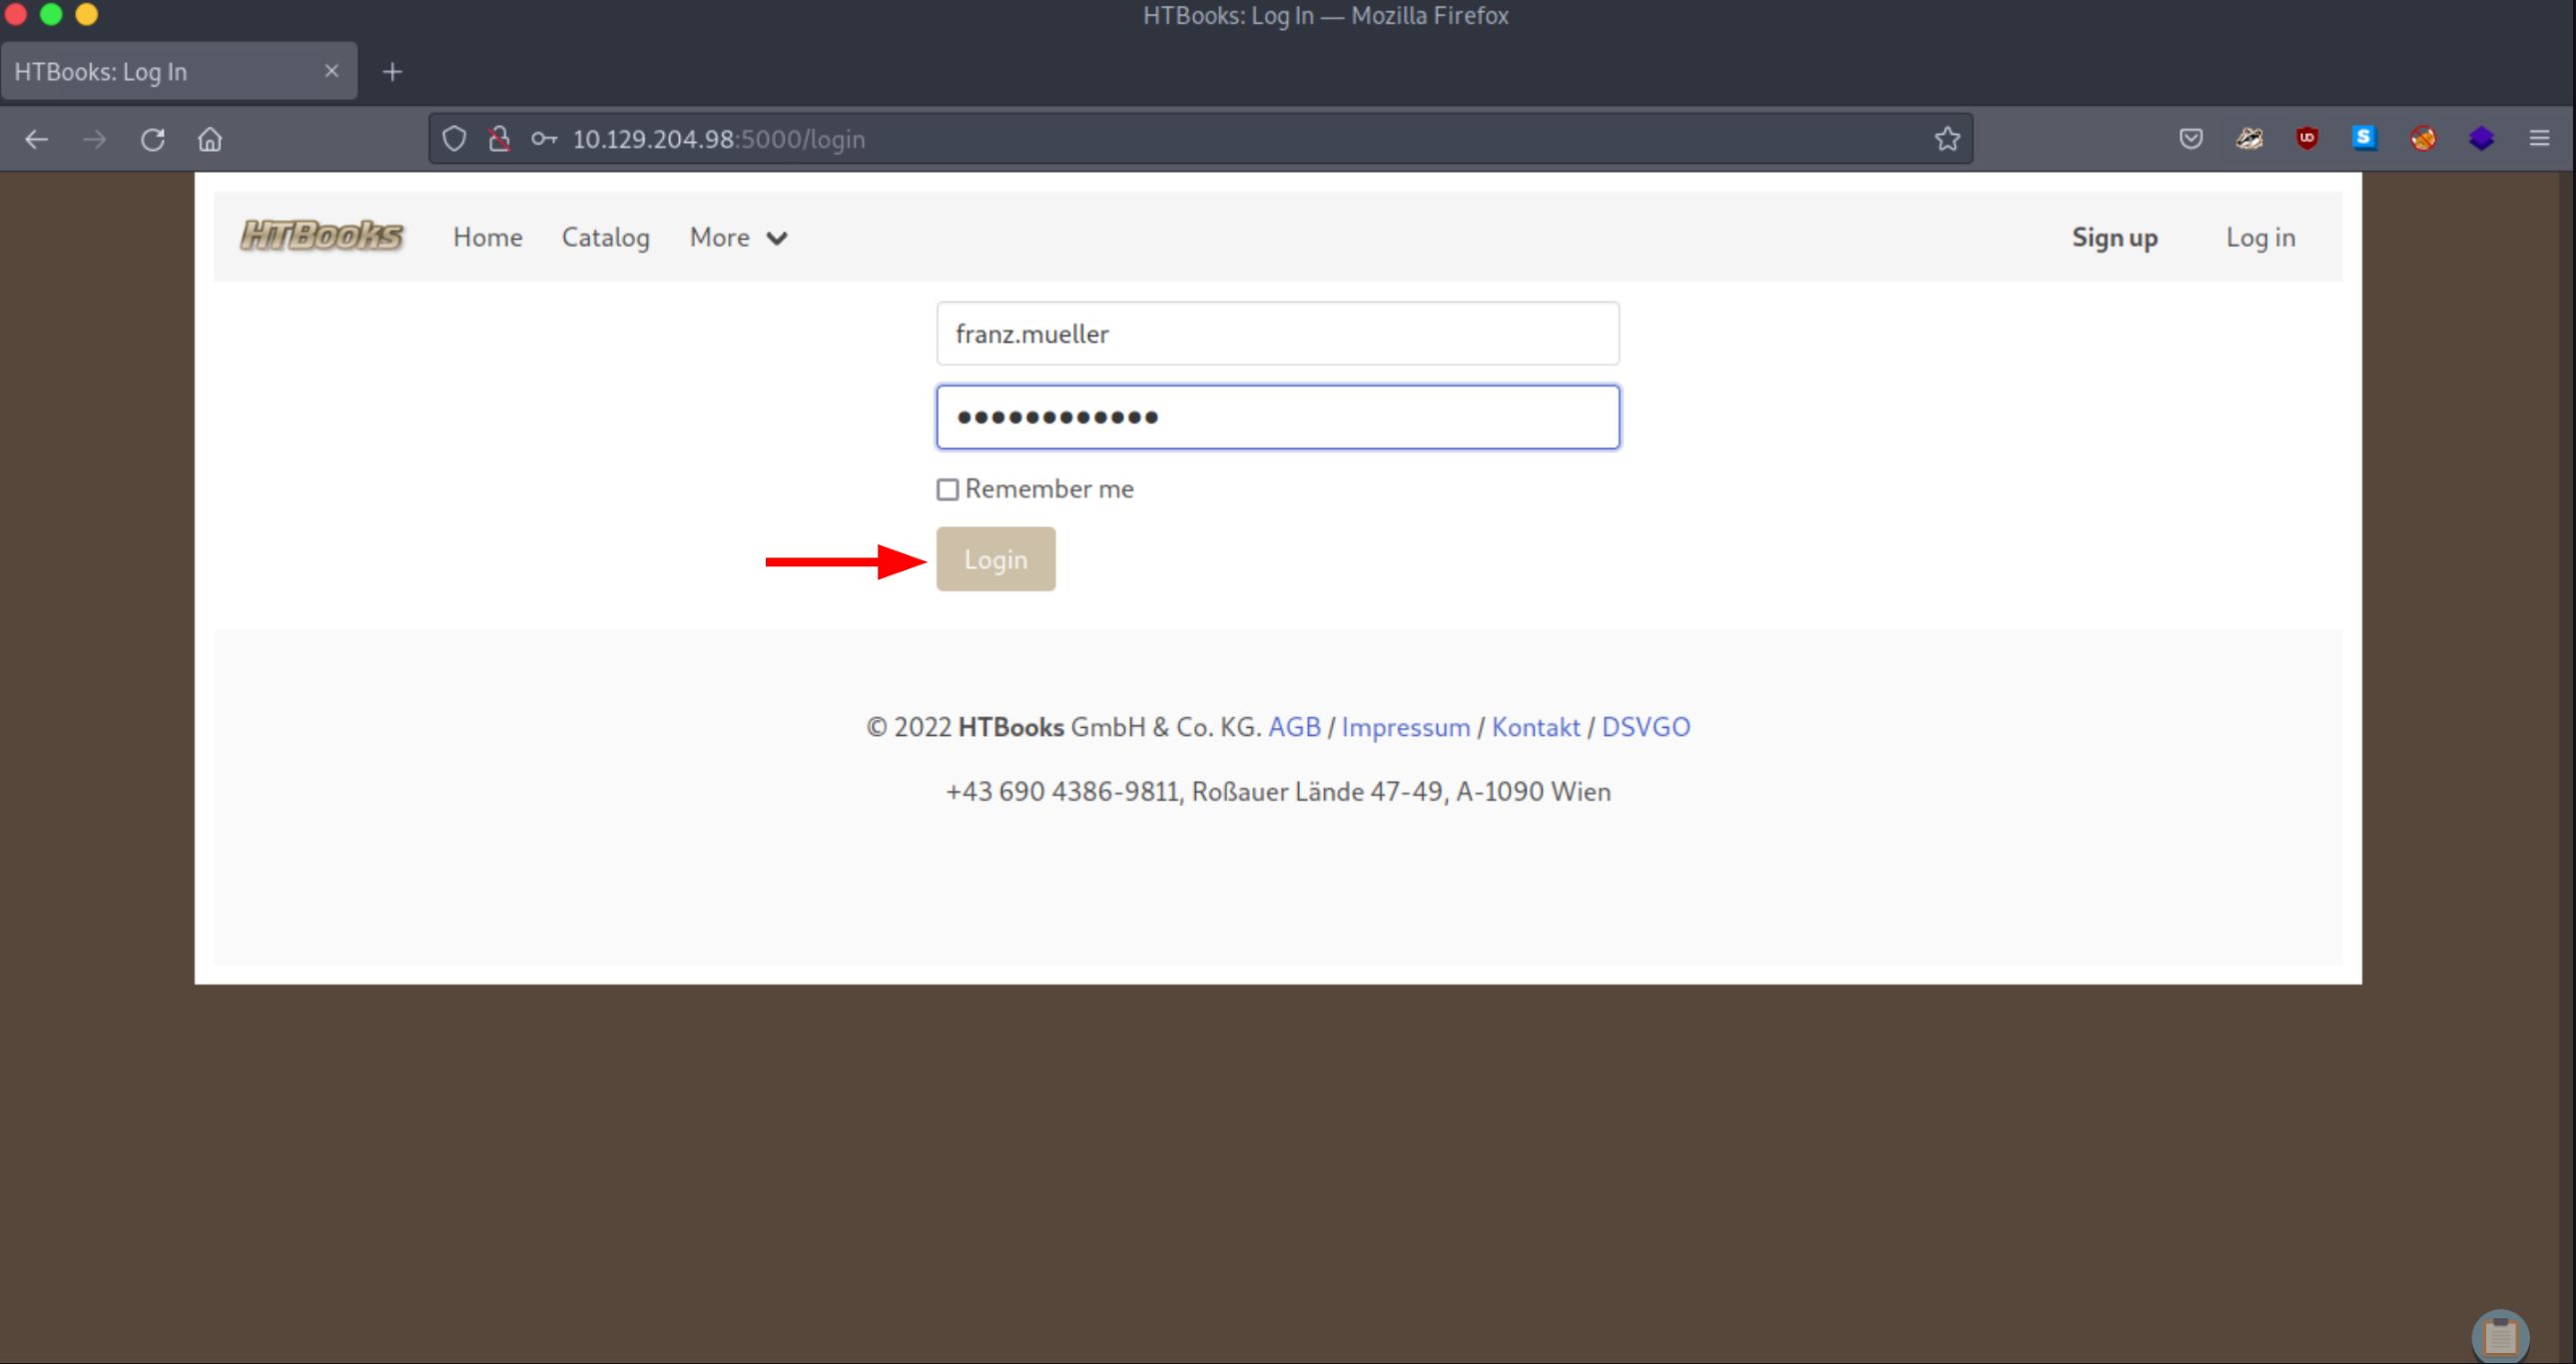 HTBooks: Log In — Mozilla Firefox
HTBooks: Log In
10.129.204.98:5000/login
HTBooks Home Catalog More Sign up Log in
franz.mueller
Remember me
Login
© 2022 HTBooks GmbH & Co. KG. AGB / Impressum / Kontakt / DSVGO
+43 690 4386-9811, Roßauer Lände 47-49, A-1090 Wien